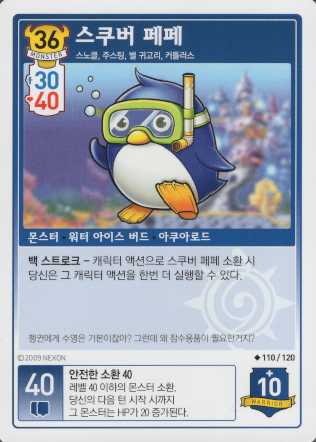 36
MONSTER
스쿠버 페페
스노클, 주스팅, 별 귀고리, 커틀러스
30
40
몬스터 · 워터 아이스 버드 · 아쿠아로드
백 스트로크 – 캐릭터 액션으로 스쿠버 페페 소환 시
당신은 그 캐릭터 액션을 한번 더 실행할 수 있다.
펭귄에게 수영은 기본이잖아? 그런데 왜 잠수용품이 필요한거지?
©2009 NEXON
◆ 110 / 120
40
안전한 소환 40
레벨 40 이하의 몬스터 소환.
당신의 다음 턴 시작 시까지
그 몬스터는 HP가 20 증가된다.
+
10
WARRIOR